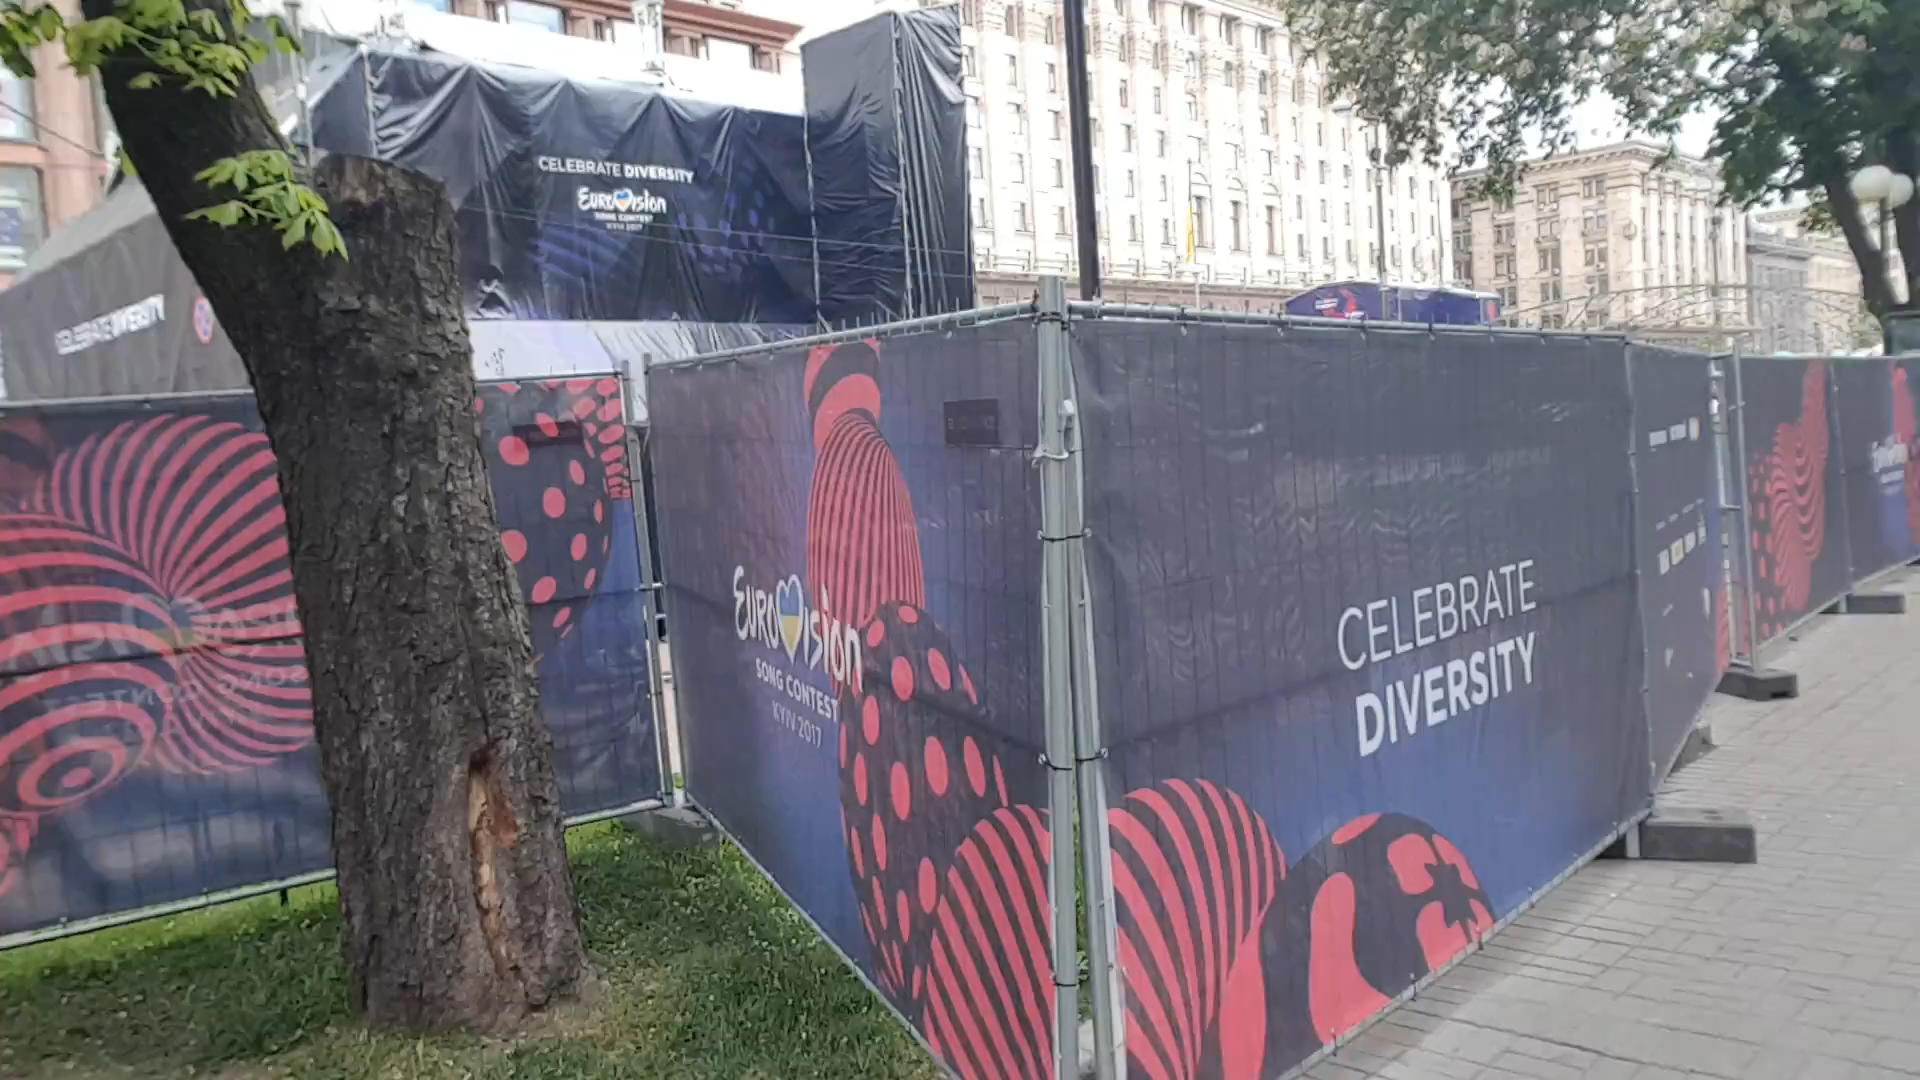 CELEBRATE DIVERSITY
EUROVISION
SONG CONTEST
KYIV 2017
CELEBRATE DIVERSITY
EUROVISION
SONG CONTEST
KYIV 2017
CELEBRATE
DIVERSITY